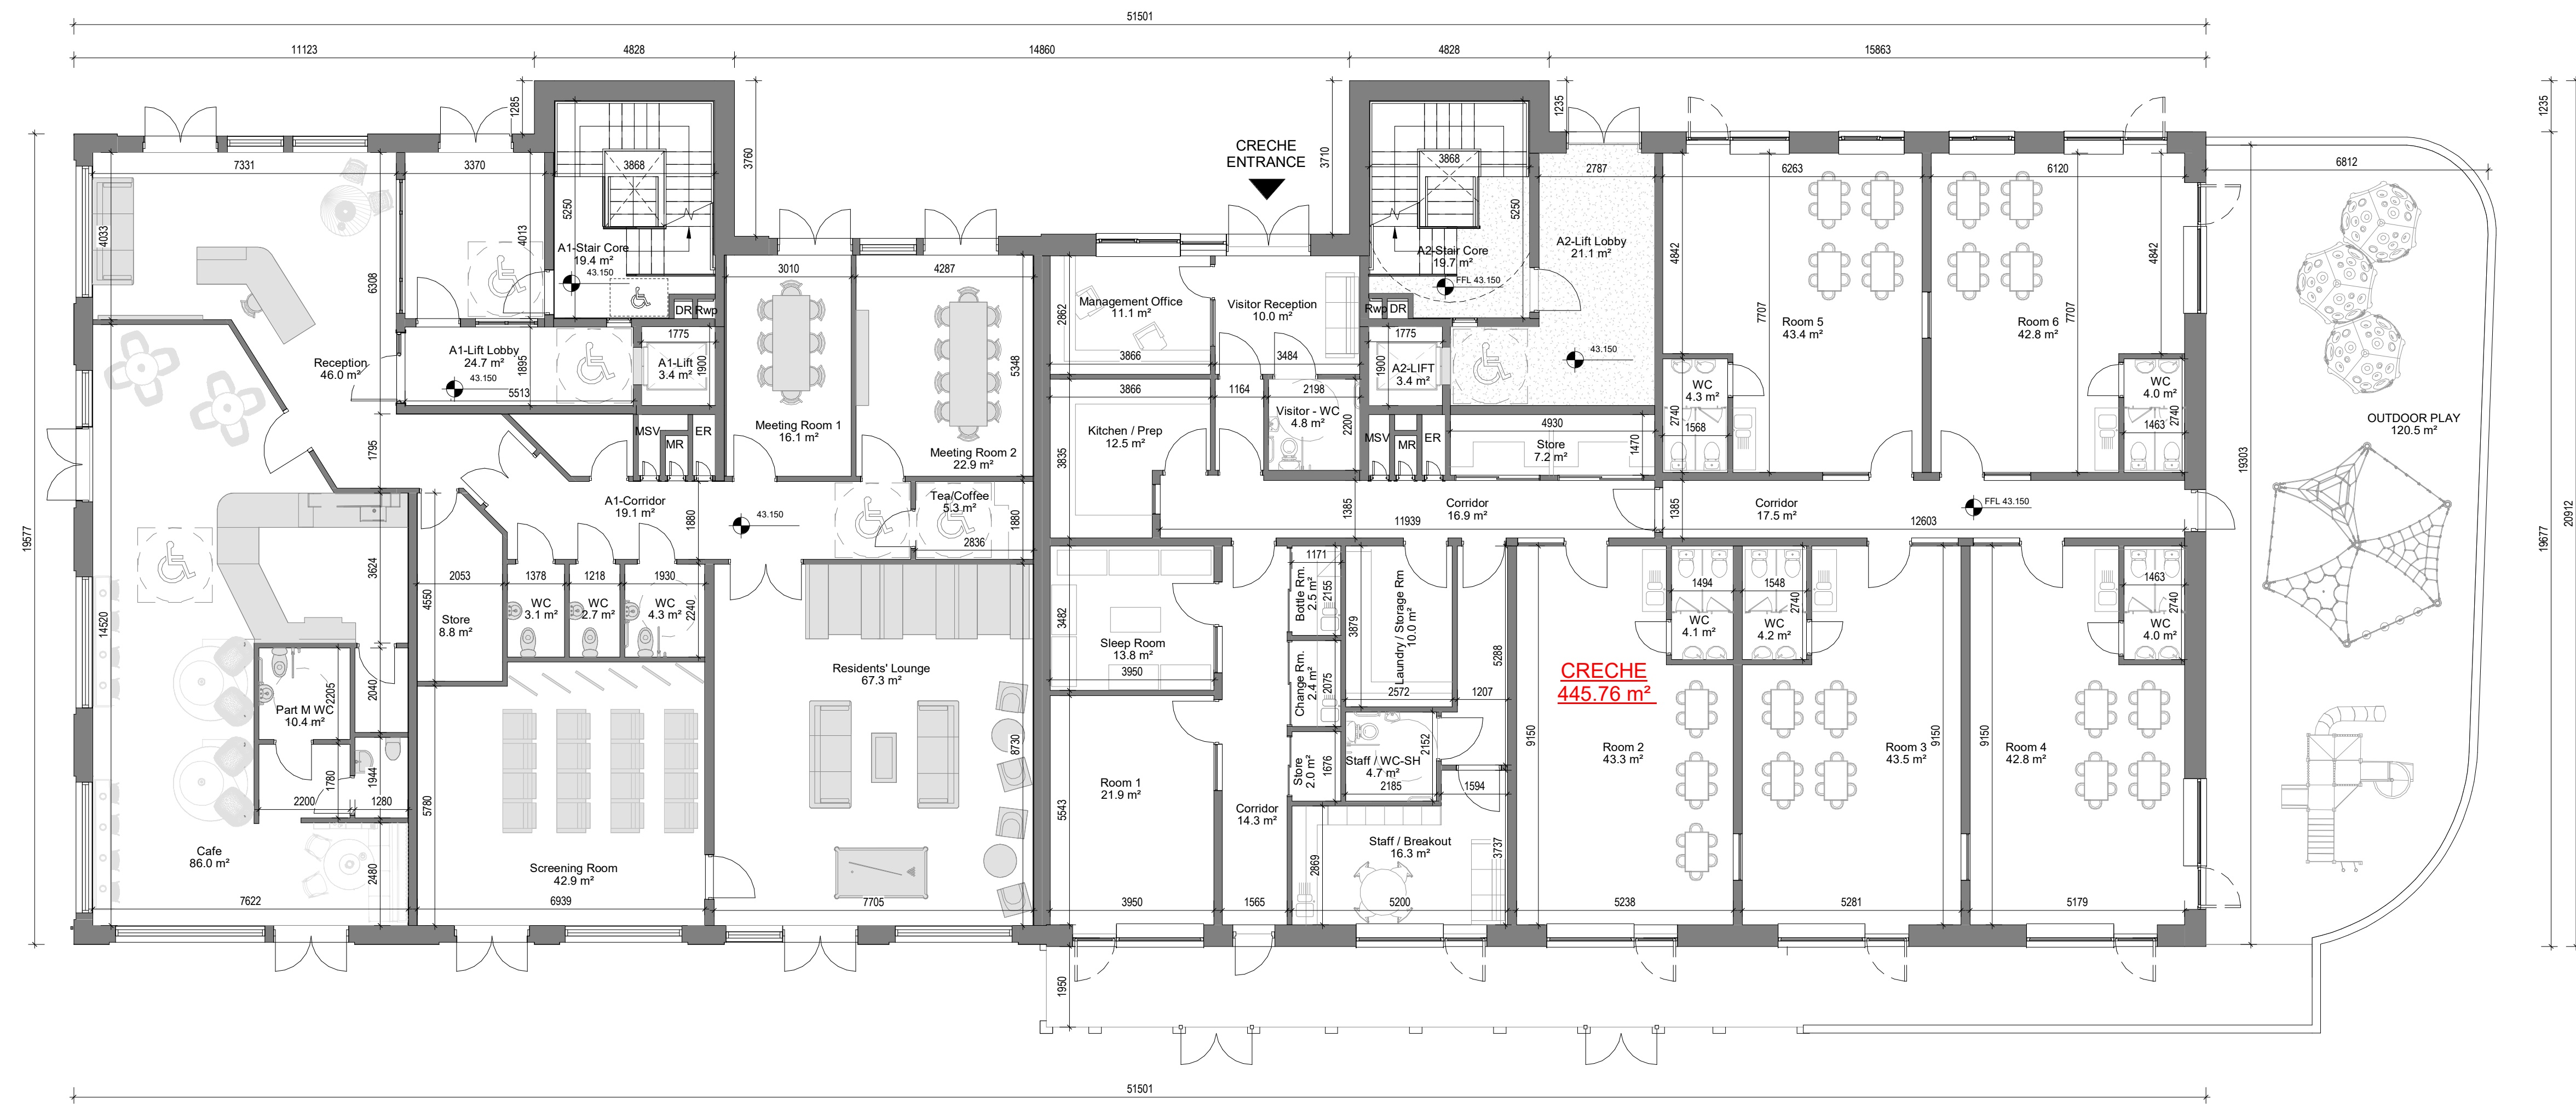 51501
11123
4828
14860
4828
15863
1285
3760
3710
1235
1235
CRECHE
ENTRANCE
7331
3370
3868
3868
2787
6263
6120
6812
4033
6308
4013
5250
A1-Stair Core
19.4 m²
43.150
DR
Rwp
3010
4287
5250
A2-Stair Core
19.7 m²
FFL 43.150
Rwp
DR
A2-Lift Lobby
21.1 m²
43.150
4842
7707
Room 5
43.4 m²
Room 6
42.8 m²
7707
4842
Reception
46.0 m²
A1-Lift Lobby
24.7 m²
43.150
1895
5513
1775
A1-Lift
3.4 m²
1900
5348
Management Office
11.1 m²
2862
3866
Visitor Reception
10.0 m²
3484
1775
1900
A2-LIFT
3.4 m²
Meeting Room 1
16.1 m²
Meeting Room 2
22.9 m²
3866
1164
2198
Kitchen / Prep
12.5 m²
3835
Visitor - WC
4.8 m²
2200
MSV
MR
ER
MSV
MR
ER
4930
Store
7.2 m²
1470
WC
4.3 m²
2740
1568
WC
4.0 m²
1463
2740
OUTDOOR PLAY
120.5 m²
1795
A1-Corridor
19.1 m²
1880
43.150
Tea/Coffee
5.3 m²
1880
2836
1385
Corridor
16.9 m²
11939
1385
Corridor
17.5 m²
FFL 43.150
12603
19577
19303
19677
20912
14520
3624
2053
4550
Store
8.8 m²
1378
WC
3.1 m²
1218
WC
2.7 m²
1930
WC
4.3 m²
2240
3482
Sleep Room
13.8 m²
3950
1171
Bottle Rm.
2.5 m²
2155
Change Rm.
2.4 m²
2075
3879
Laundry / Storage Rm
10.0 m²
2572
5288
1207
1494
WC
4.1 m²
2740
1548
WC
4.2 m²
2740
1463
WC
4.0 m²
Residents' Lounge
67.3 m²
CRECHE
445.76 m²
Part M WC
10.4 m²
2205
2040
1780
1944
2200
1280
5780
8730
Room 1
21.9 m²
5543
Store
2.0 m²
1676
Staff / WC-SH
4.7 m²
2152
2185
1594
9150
Room 2
43.3 m²
Room 3
43.5 m²
9150
9150
Room 4
42.8 m²
Corridor
14.3 m²
Staff / Breakout
16.3 m²
2869
3737
Cafe
86.0 m²
2480
Screening Room
42.9 m²
7622
6939
7705
3950
1565
5200
5238
5281
5179
1950
51501